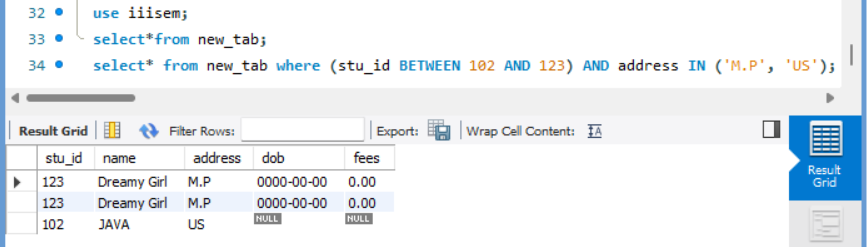 32 use iiisem;
33 select*from new_tab;
34 select* from new_tab where (stu_id BETWEEN 102 AND 123) AND address IN ('M.P', 'US');
Result Grid Filter Rows: Export: Wrap Cell Content: IA
stu_id name address dob fees
123 Dreamy Girl M.P 0000-00-00 0.00
123 Dreamy Girl M.P 0000-00-00 0.00
102 JAVA US NULL NULL
Result
Grid